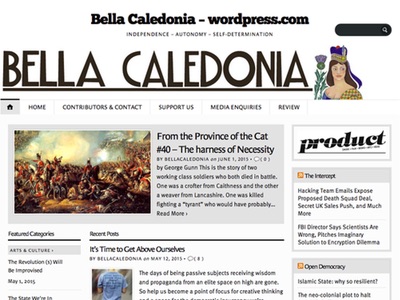 Bella Caledonia – wordpress.com
INDEPENDENCE – AUTONOMY – SELF-DETERMINATION
BELLA CALEDONIA
HOME
CONTRIBUTORS & CONTACT
SUPPORT US
MEDIA ENQUIRIES
REVIEW
From the Province of the Cat
#40 – The harness of Necessity
BY BELLACALEDONIA on JUNE 1, 2015 • ( 8 )
by George Gunn This is the story of two
working class soldiers who both died in battle.
One was a crofter from Caithness and the other
a weaver from Lancashire. One was killed
fighting a "tyrant" who would have probably...
Read More ›
product
The Intercept
Hacking Team Emails Expose
Proposed Death Squad Deal,
Secret UK Sales Push, and Much
More
FBI Director Says Scientists Are
Wrong, Pitches Imaginary
Solution to Encryption Dilemma
Open Democracy
Islamic State: why so resilient?
The neo-colonial plot to halt
Featured Categories
ARTS & CULTURE ›
The Revolution (1) Will
Be Improvised
May 1, 2015
The State We're In
Recent Posts
It's Time to Get Above Ourselves
BY BELLACALEDONIA on MAY 12, 2015 •
The days of being passive subjects receiving wisdom
and propaganda from an elite space on high are gone.
So help us become a point of focus for creative thinking